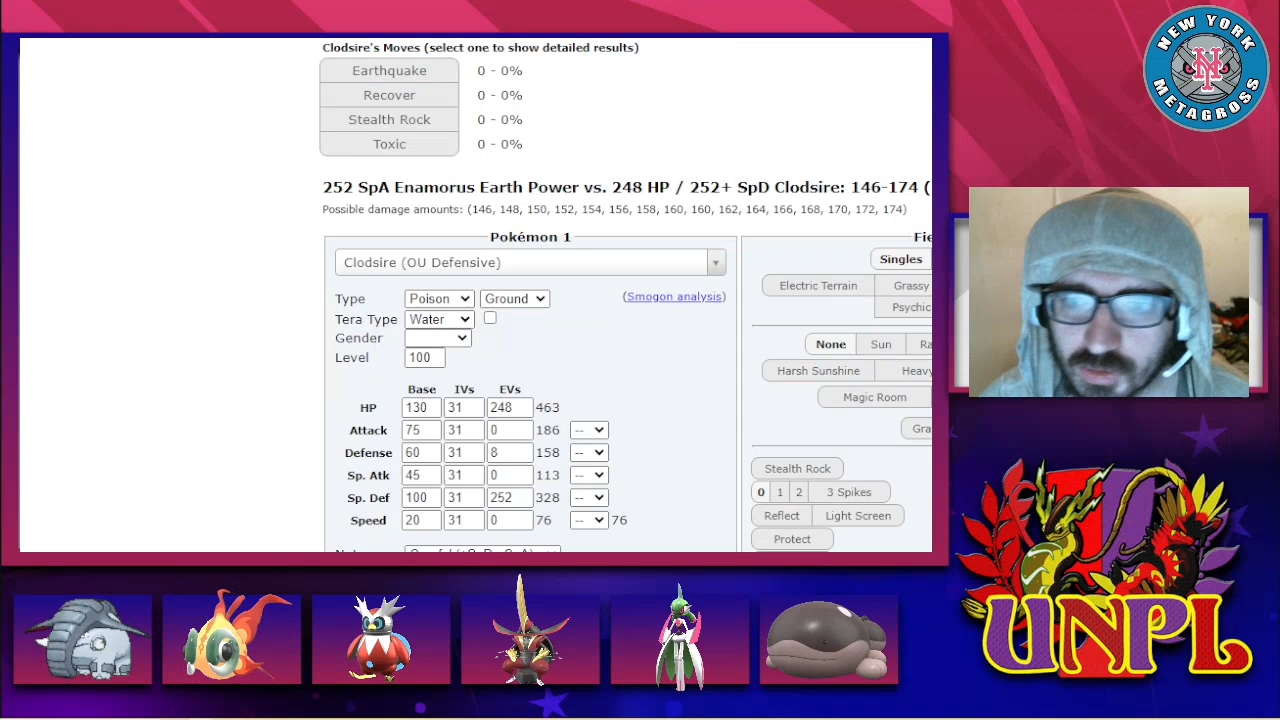 Clodsire's Moves (select one to show detailed results)
Earthquake 0 - 0%
Recover 0 - 0%
Stealth Rock 0 - 0%
Toxic 0 - 0%
252 SpA Enamorus Earth Power vs. 248 HP / 252+ SpD Clodsire: 146-174 (
Possible damage amounts: (146, 148, 150, 152, 154, 156, 158, 160, 160, 162, 164, 166, 168, 170, 172, 174)
Pokémon 1
Clodsire (OU Defensive)
Type Poison Ground (Smogon analysis)
Tera Type Water
Gender
Level 100
Base IVs EVs
HP 130 31 248 463
Attack 75 31 0 186 --
Defense 60 31 8 158 --
Sp. Atk 45 31 0 113 --
Sp. Def 100 31 252 328 --
Speed 20 31 0 76 -- 76
Fie
Singles
Electric Terrain Grassy
Psychic
None Sun Ra
Harsh Sunshine Heavy
Magic Room
Gra
Stealth Rock
0 1 2 3 Spikes
Reflect Light Screen
Protect
NEW YORK
NY
METAGROSS
UNPL